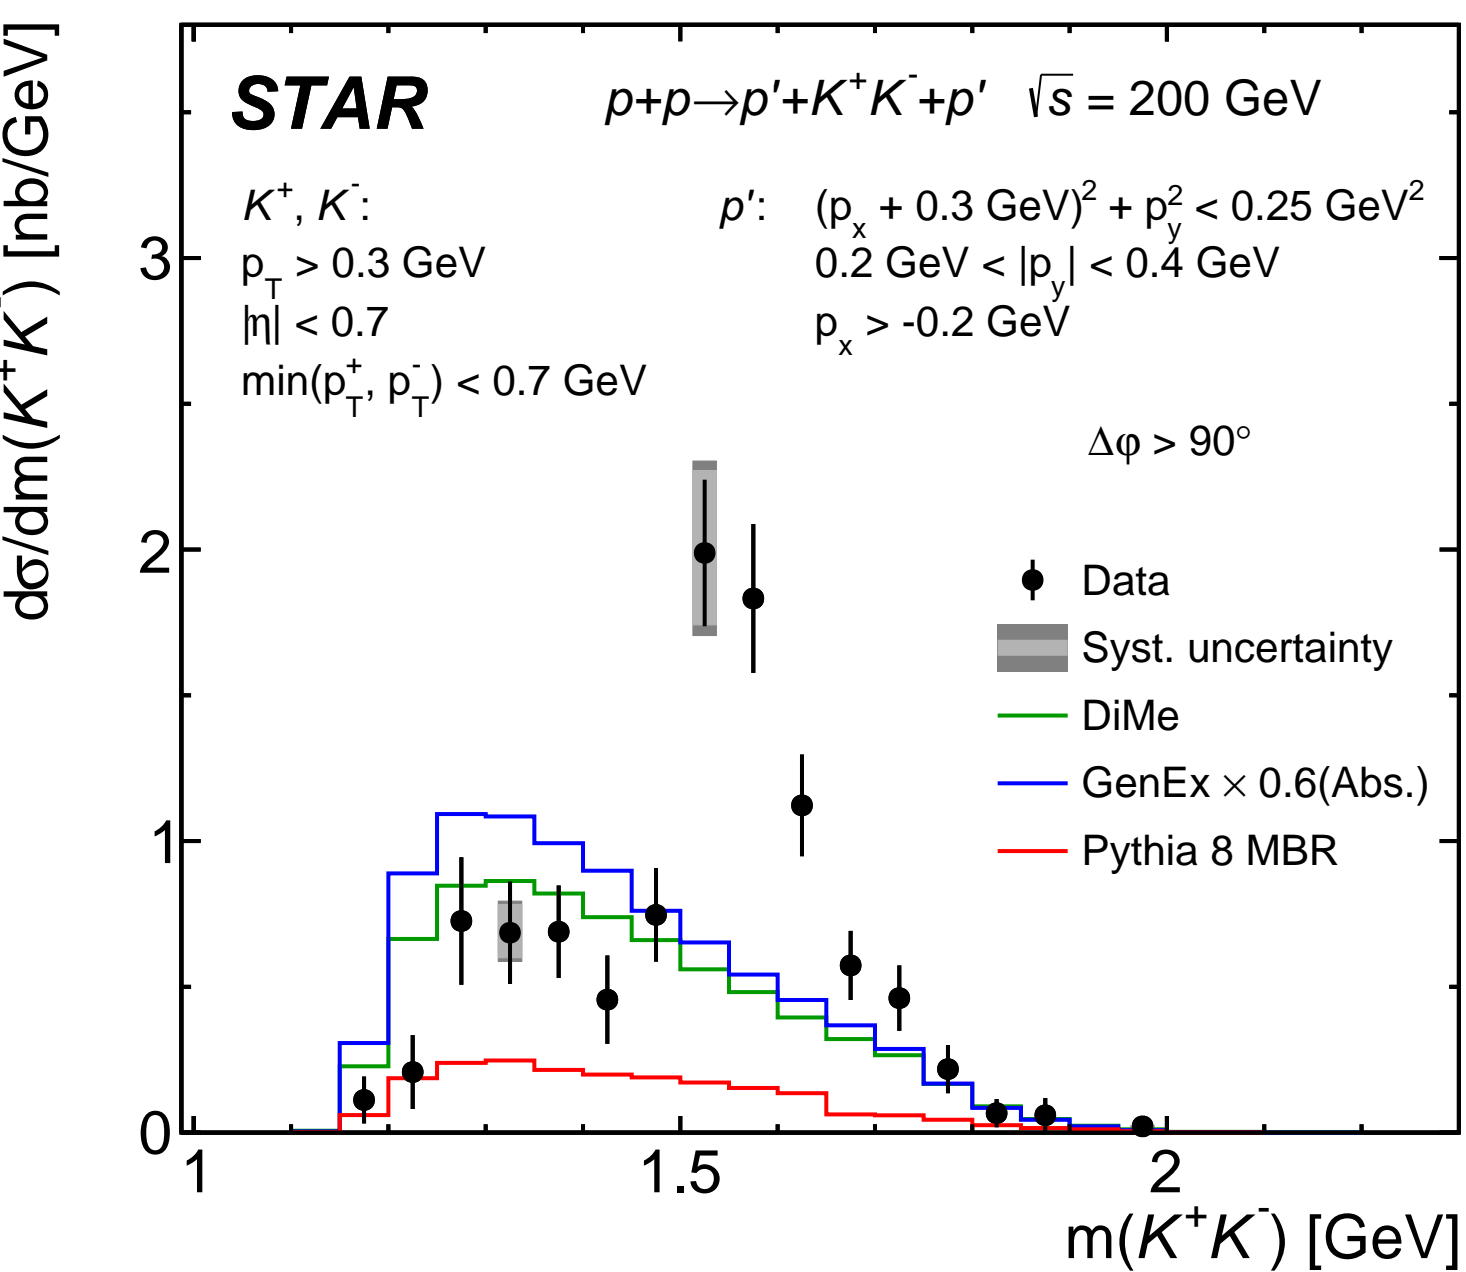 STAR p+p→p′+K⁺K⁻+p′ √s = 200 GeV
K⁺, K⁻: p′: (pₓ + 0.3 GeV)² + p_y² < 0.25 GeV²
p_T > 0.3 GeV 0.2 GeV < |p_y| < 0.4 GeV
|η| < 0.7 pₓ > -0.2 GeV
min(p_T⁺, p_T⁻) < 0.7 GeV
Δφ > 90°
Data
Syst. uncertainty
DiMe
GenEx × 0.6(Abs.)
Pythia 8 MBR
dσ/dm(K⁺K⁻) [nb/GeV]
3
2
1
0
1 1.5 2
m(K⁺K⁻) [GeV]